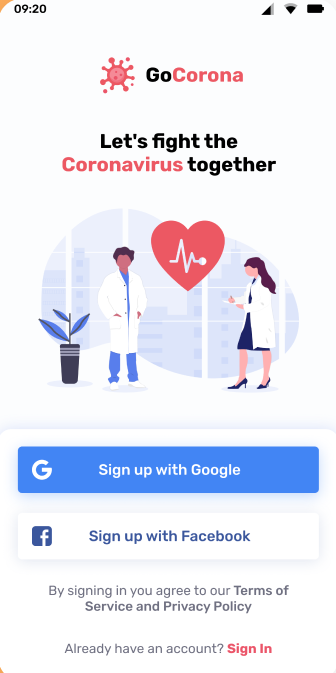 09:20
GoCorona
Let's fight the
Coronavirus together
Sign up with Google
Sign up with Facebook
By signing in you agree to our Terms of
Service and Privacy Policy
Already have an account? Sign In